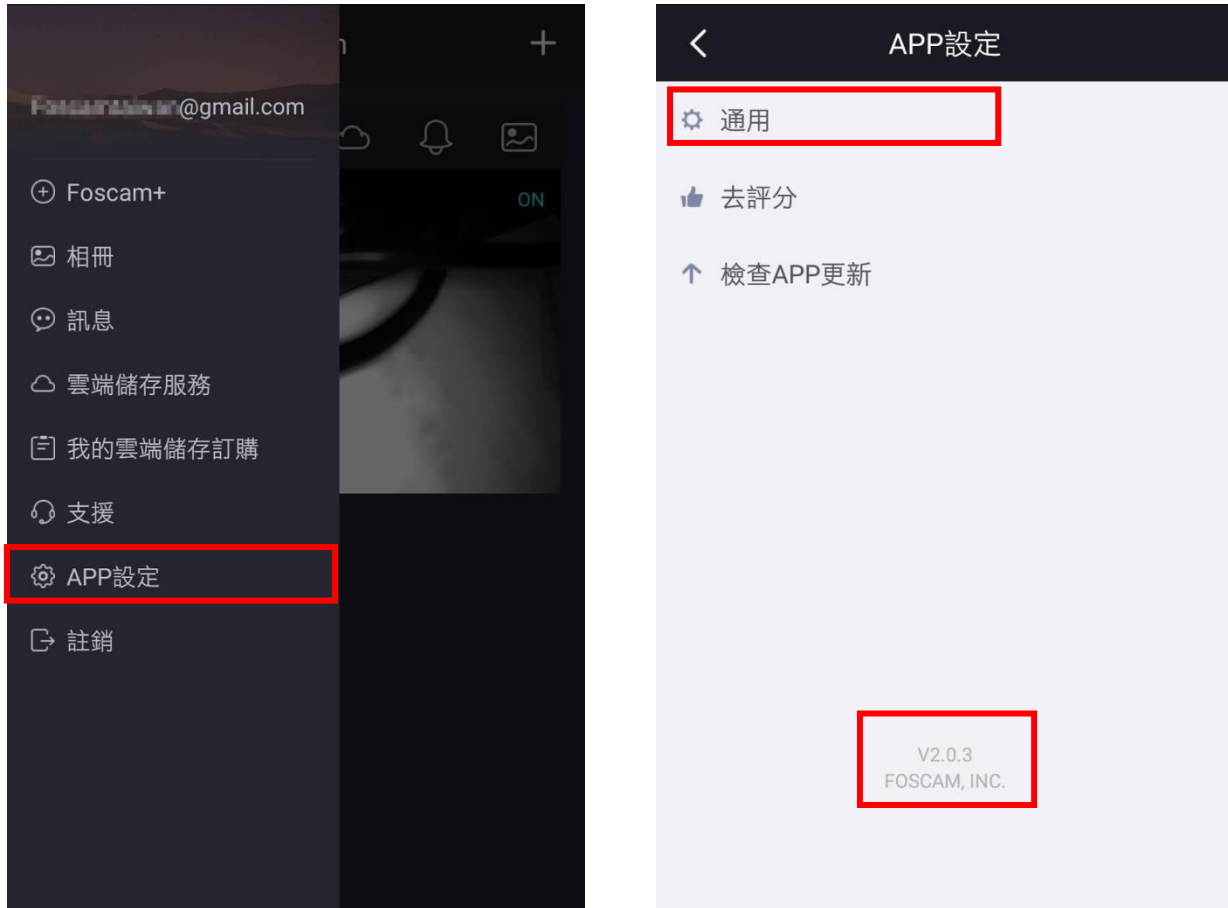 @gmail.com
Foscam+
相冊
訊息
雲端儲存服務
我的雲端儲存訂購
支援
APP設定
註銷
ON
APP設定
通用
去評分
檢查APP更新
V2.0.3
FOSCAM, INC.